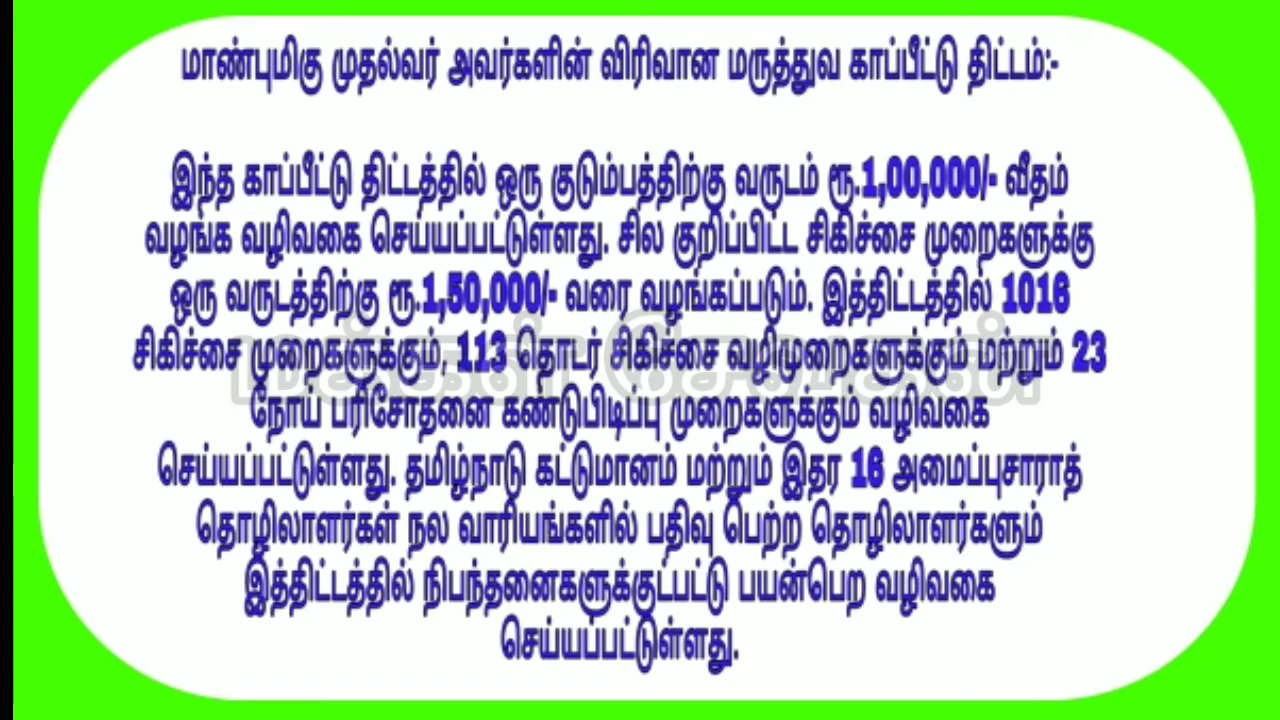 மாண்புமிகு முதல்வர் அவர்களின் விரிவான மருத்துவ காப்பீட்டு திட்டம்:-
இந்த காப்பீட்டு திட்டத்தில் ஒரு குடும்பத்திற்கு வருடம் ரூ.1,00,000/- வீதம்
வழங்க வழிவகை செய்யப்பட்டுள்ளது. சில குறிப்பிட்ட சிகிச்சை முறைகளுக்கு
ஒரு வருடத்திற்கு ரூ.1,50,000/- வரை வழங்கப்படும். இத்திட்டத்தில் 1016
சிகிச்சை முறைகளுக்கும், 113 தொடர் சிகிச்சை வழிமுறைகளுக்கும் மற்றும் 23
நோய் பரிசோதனை கண்டுபிடிப்பு முறைகளுக்கும் வழிவகை
செய்யப்பட்டுள்ளது. தமிழ்நாடு கட்டுமானம் மற்றும் இதர 16 அமைப்புசாராத்
தொழிலாளர்கள் நல வாரியங்களில் பதிவு பெற்ற தொழிலாளர்களும்
இத்திட்டத்தில் நிபந்தனைகளுக்குட்பட்டு பயன்பெற வழிவகை
செய்யப்பட்டுள்ளது.